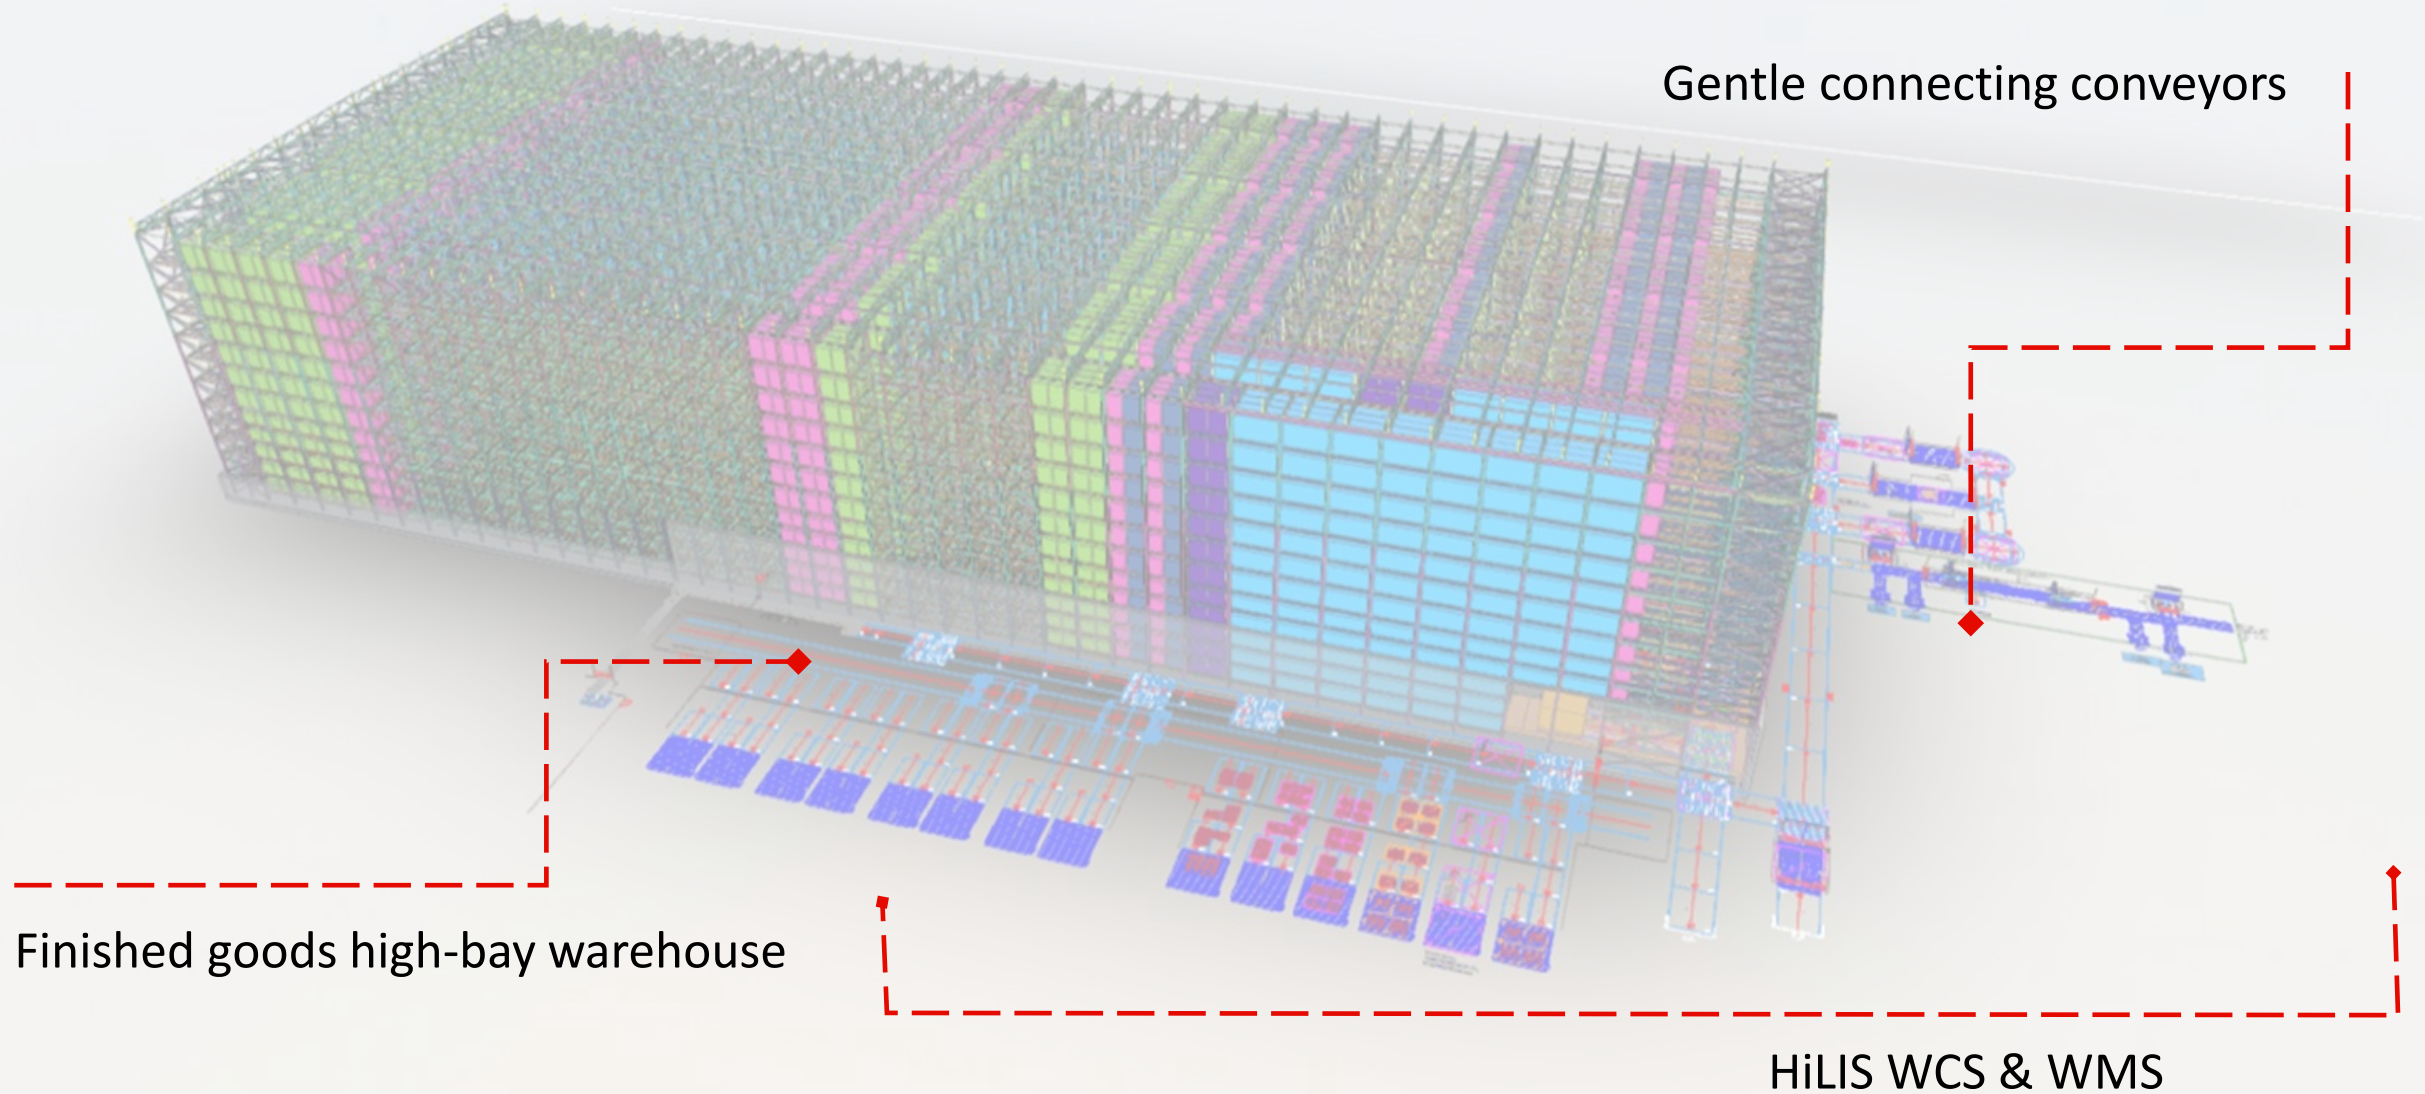 Gentle connecting conveyors
Finished goods high-bay warehouse
HiLIS WCS & WMS